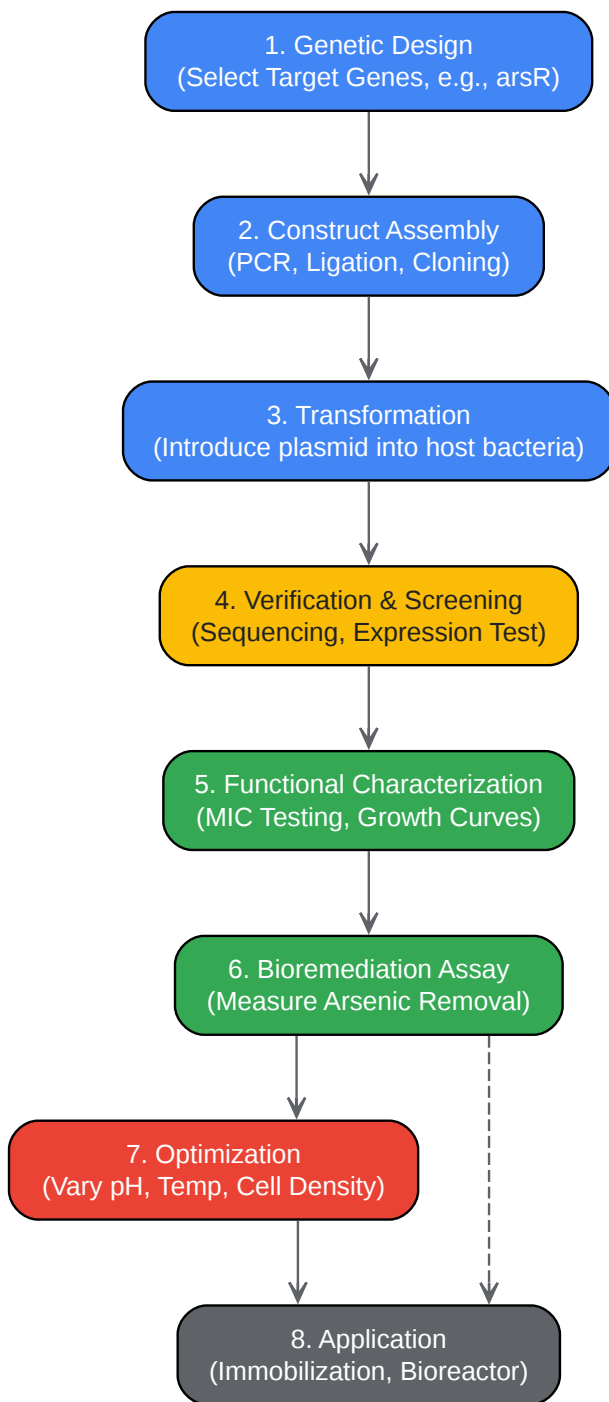 1. Genetic Design
(Select Target Genes, e.g., arsR)
2. Construct Assembly
(PCR, Ligation, Cloning)
3. Transformation
(Introduce plasmid into host bacteria)
4. Verification & Screening
(Sequencing, Expression Test)
5. Functional Characterization
(MIC Testing, Growth Curves)
6. Bioremediation Assay
(Measure Arsenic Removal)
7. Optimization
(Vary pH, Temp, Cell Density)
8. Application
(Immobilization, Bioreactor)